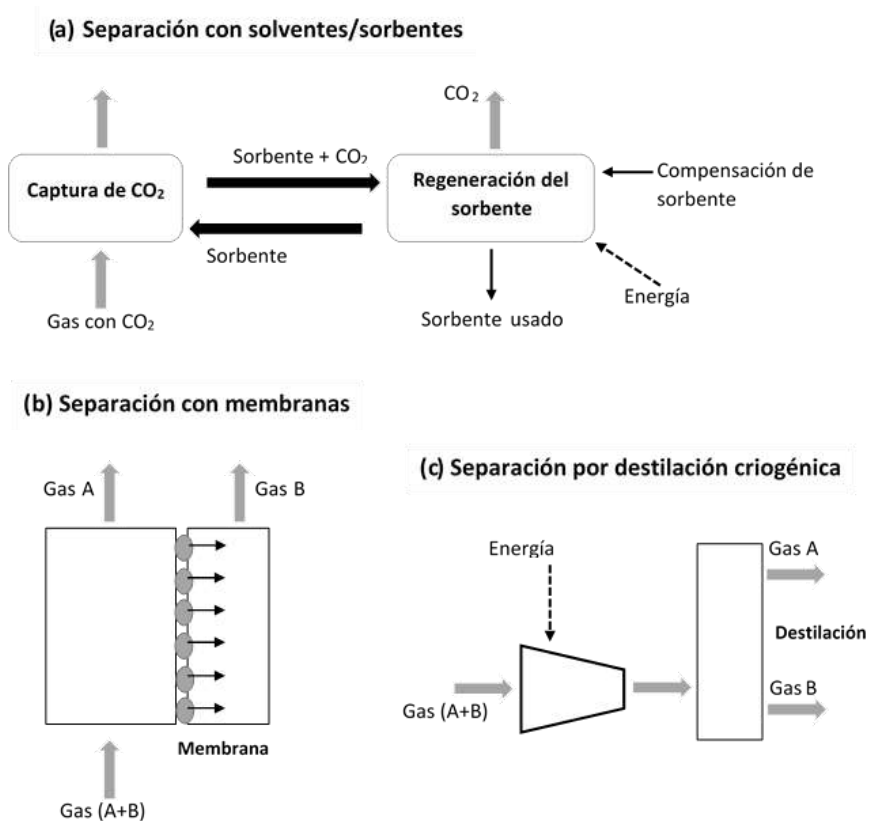 (a) Separación con solventes/sorbentes
CO₂
Captura de CO₂
Sorbente + CO₂
Regeneración del
sorbente
Compensación de
sorbente
Sorbente
Gas con CO₂
Sorbente usado
Energía
(b) Separación con membranas
Gas A
Gas B
Membrana
Gas (A+B)
(c) Separación por destilación criogénica
Energía
Gas (A+B)
Gas A
Destilación
Gas B